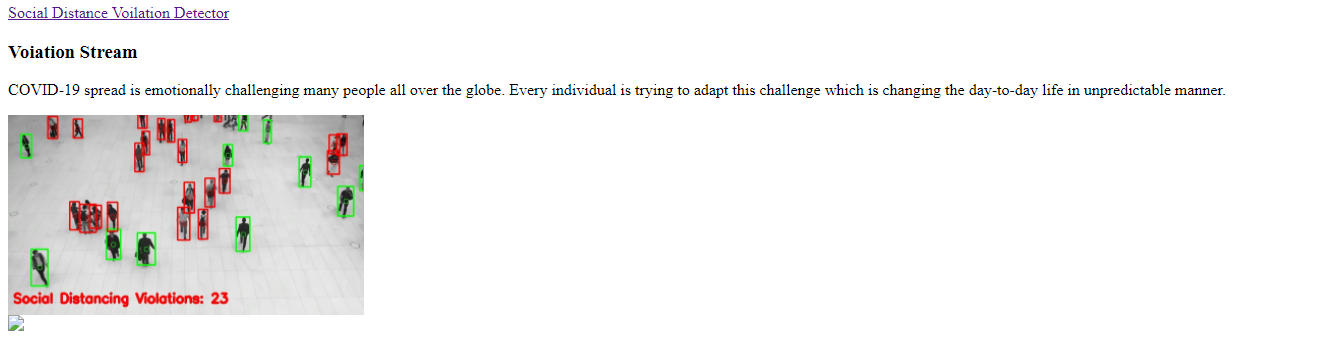 Social Distance Voilation Detector
Voiation Stream
COVID-19 spread is emotionally challenging many people all over the globe. Every individual is trying to adapt this challenge which is changing the day-to-day life in unpredictable manner.
Social Distancing Violations: 23